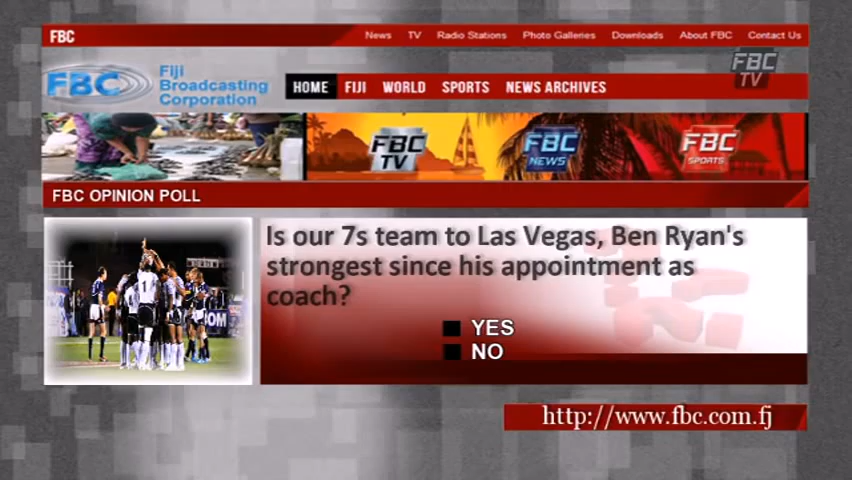 FBC
News TV Radio Stations Photo Galleries Downloads About FBC Contact Us
FBC
TV
FBC
Fiji
Broadcasting
Corporation
HOME FIJI WORLD SPORTS NEWS ARCHIVES
FBC
TV
FBC
NEWS
FBC
SPORTS
FBC OPINION POLL
Is our 7s team to Las Vegas, Ben Ryan's
strongest since his appointment as
coach?
YES
NO
http://www.fbc.com.fj